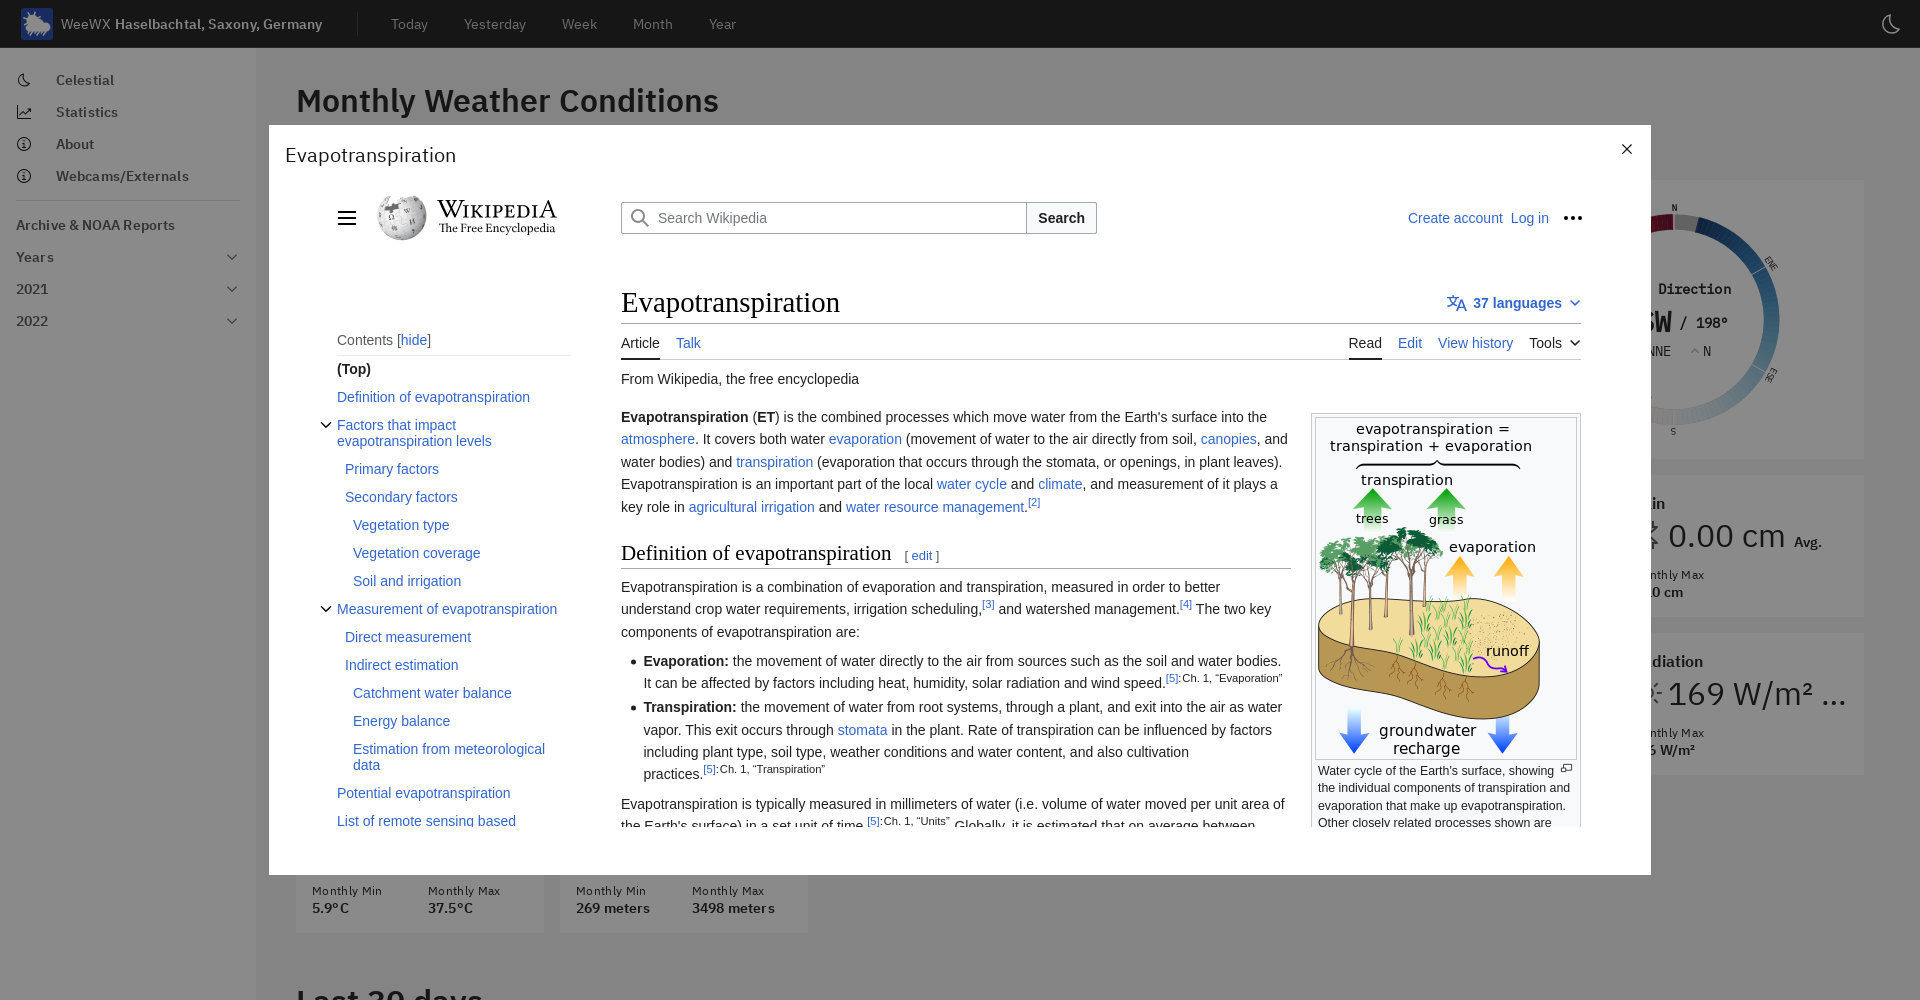 WeeWX Haselbachtal, Saxony, Germany
Today
Yesterday
Week
Month
Year
Celestial
Statistics
About
Webcams/Externals
Archive & NOAA Reports
Years
2021
2022
Monthly Weather Conditions
Evapotranspiration
WIKIPEDIA
The Free Encyclopedia
Search Wikipedia
Search
Create account Log in
Evapotranspiration
37 languages
Contents [hide]
(Top)
Definition of evapotranspiration
Factors that impact
evapotranspiration levels
Primary factors
Secondary factors
Vegetation type
Vegetation coverage
Soil and irrigation
Measurement of evapotranspiration
Direct measurement
Indirect estimation
Catchment water balance
Energy balance
Estimation from meteorological
data
Potential evapotranspiration
List of remote sensing based
Article Talk
Read Edit View history Tools
From Wikipedia, the free encyclopedia
Evapotranspiration (ET) is the combined processes which move water from the Earth's surface into the
atmosphere. It covers both water evaporation (movement of water to the air directly from soil, canopies, and
water bodies) and transpiration (evaporation that occurs through the stomata, or openings, in plant leaves).
Evapotranspiration is an important part of the local water cycle and climate, and measurement of it plays a
key role in agricultural irrigation and water resource management.[2]
Definition of evapotranspiration [ edit ]
Evapotranspiration is a combination of evaporation and transpiration, measured in order to better
understand crop water requirements, irrigation scheduling,[3] and watershed management.[4] The two key
components of evapotranspiration are:
• Evaporation: the movement of water directly to the air from sources such as the soil and water bodies.
It can be affected by factors including heat, humidity, solar radiation and wind speed.[5]:Ch. 1, “Evaporation”
• Transpiration: the movement of water from root systems, through a plant, and exit into the air as water
vapor. This exit occurs through stomata in the plant. Rate of transpiration can be influenced by factors
including plant type, soil type, weather conditions and water content, and also cultivation
practices.[5]:Ch. 1, “Transpiration”
Evapotranspiration is typically measured in millimeters of water (i.e. volume of water moved per unit area of
the Earth's surface) in a set unit of time.[5]:Ch. 1, “Units” Globally, it is estimated that on average between
evapotranspiration =
transpiration + evaporation
transpiration
trees
grass
evaporation
runoff
groundwater
recharge
Water cycle of the Earth's surface, showing
the individual components of transpiration and
evaporation that make up evapotranspiration.
Other closely related processes shown are
N
ENE
Direction
SW / 198°
NNE
N
ESE
S
0.00 cm Avg.
Max
cm
169 W/m² ...
Max
W/m²
Monthly Min
5.9°C
Monthly Max
37.5°C
Monthly Min
269 meters
Monthly Max
3498 meters
Last 30 days